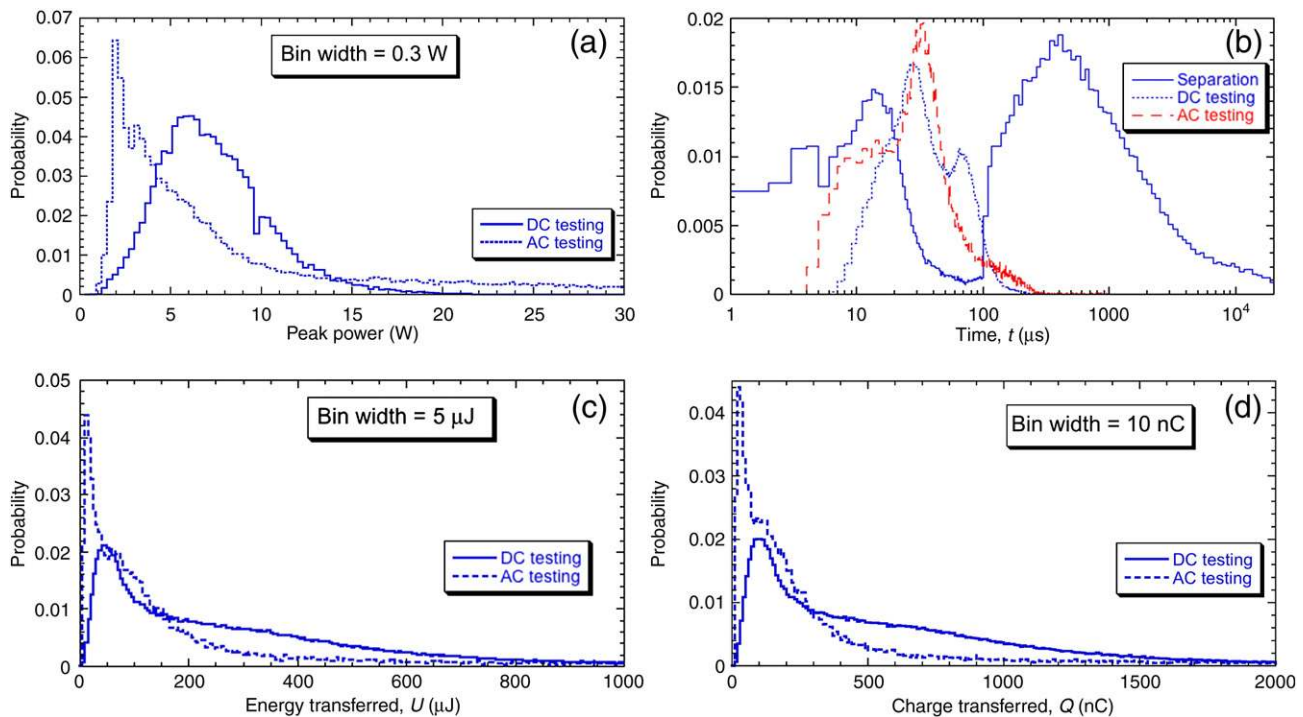 0.07
0.06
0.05
0.04
0.03
0.02
0.01
0
Probability
Bin width = 0.3 W
(a)
DC testing
AC testing
0 5 10 15 20 25 30
Peak power (W)
0.02
0.015
0.01
0.005
0
Probability
(b)
Separation
DC testing
AC testing
1 10 100 1000 10⁴
Time, t (μs)
0.05
0.04
0.03
0.02
0.01
0
Probability
Bin width = 5 μJ
(c)
DC testing
AC testing
0 200 400 600 800 1000
Energy transferred, U (μJ)
0.04
0.03
0.02
0.01
0
Probability
Bin width = 10 nC
(d)
DC testing
AC testing
0 500 1000 1500 2000
Charge transferred, Q (nC)